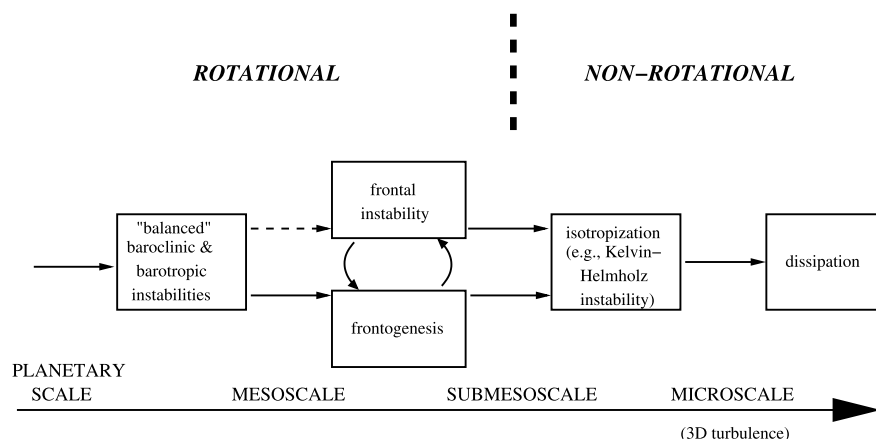 ROTATIONAL
NON−ROTATIONAL
"balanced"
baroclinic &
barotropic
instabilities
frontal
instability
frontogenesis
isotropization
(e.g., Kelvin−
Helmholz
instability)
dissipation
PLANETARY
SCALE
MESOSCALE
SUBMESOSCALE
MICROSCALE
(3D turbulence)